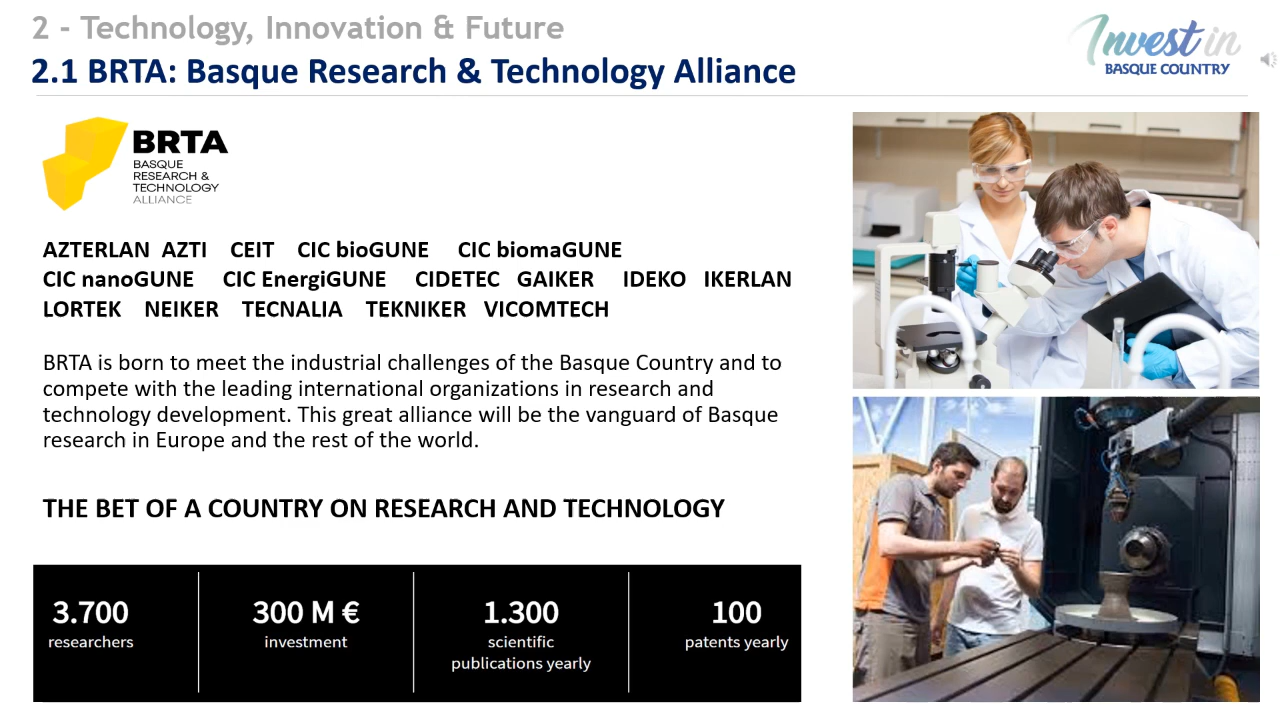 2 - Technology, Innovation & Future
2.1 BRTA: Basque Research & Technology Alliance
Invest in
BASQUE COUNTRY
BRTA
BASQUE
RESEARCH &
TECHNOLOGY
ALLIANCE
AZTERLAN AZTI CEIT CIC bioGUNE CIC biomaGUNE
CIC nanoGUNE CIC EnergiGUNE CIDETEC GAIKER IDEKO IKERLAN
LORTEK NEIKER TECNALIA TEKNIKER VICOMTECH
BRTA is born to meet the industrial challenges of the Basque Country and to
compete with the leading international organizations in research and
technology development. This great alliance will be the vanguard of Basque
research in Europe and the rest of the world.
THE BET OF A COUNTRY ON RESEARCH AND TECHNOLOGY
3.700
researchers
300 M €
investment
1.300
scientific
publications yearly
100
patents yearly